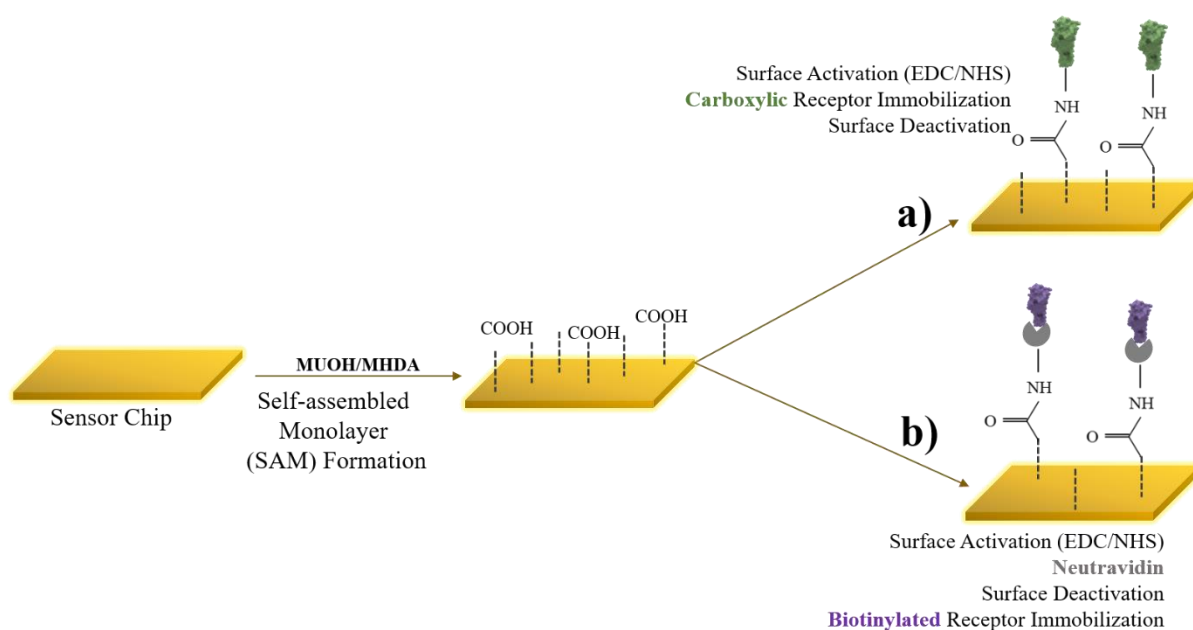 Sensor Chip
MUOH/MHDA
Self-assembled
Monolayer
(SAM) Formation
COOH
COOH
COOH
a)
Surface Activation (EDC/NHS)
Carboxylic Receptor Immobilization
Surface Deactivation
NH
O
NH
O
b)
NH
O
NH
O
Surface Activation (EDC/NHS)
Neutravidin
Surface Deactivation
Biotinylated Receptor Immobilization